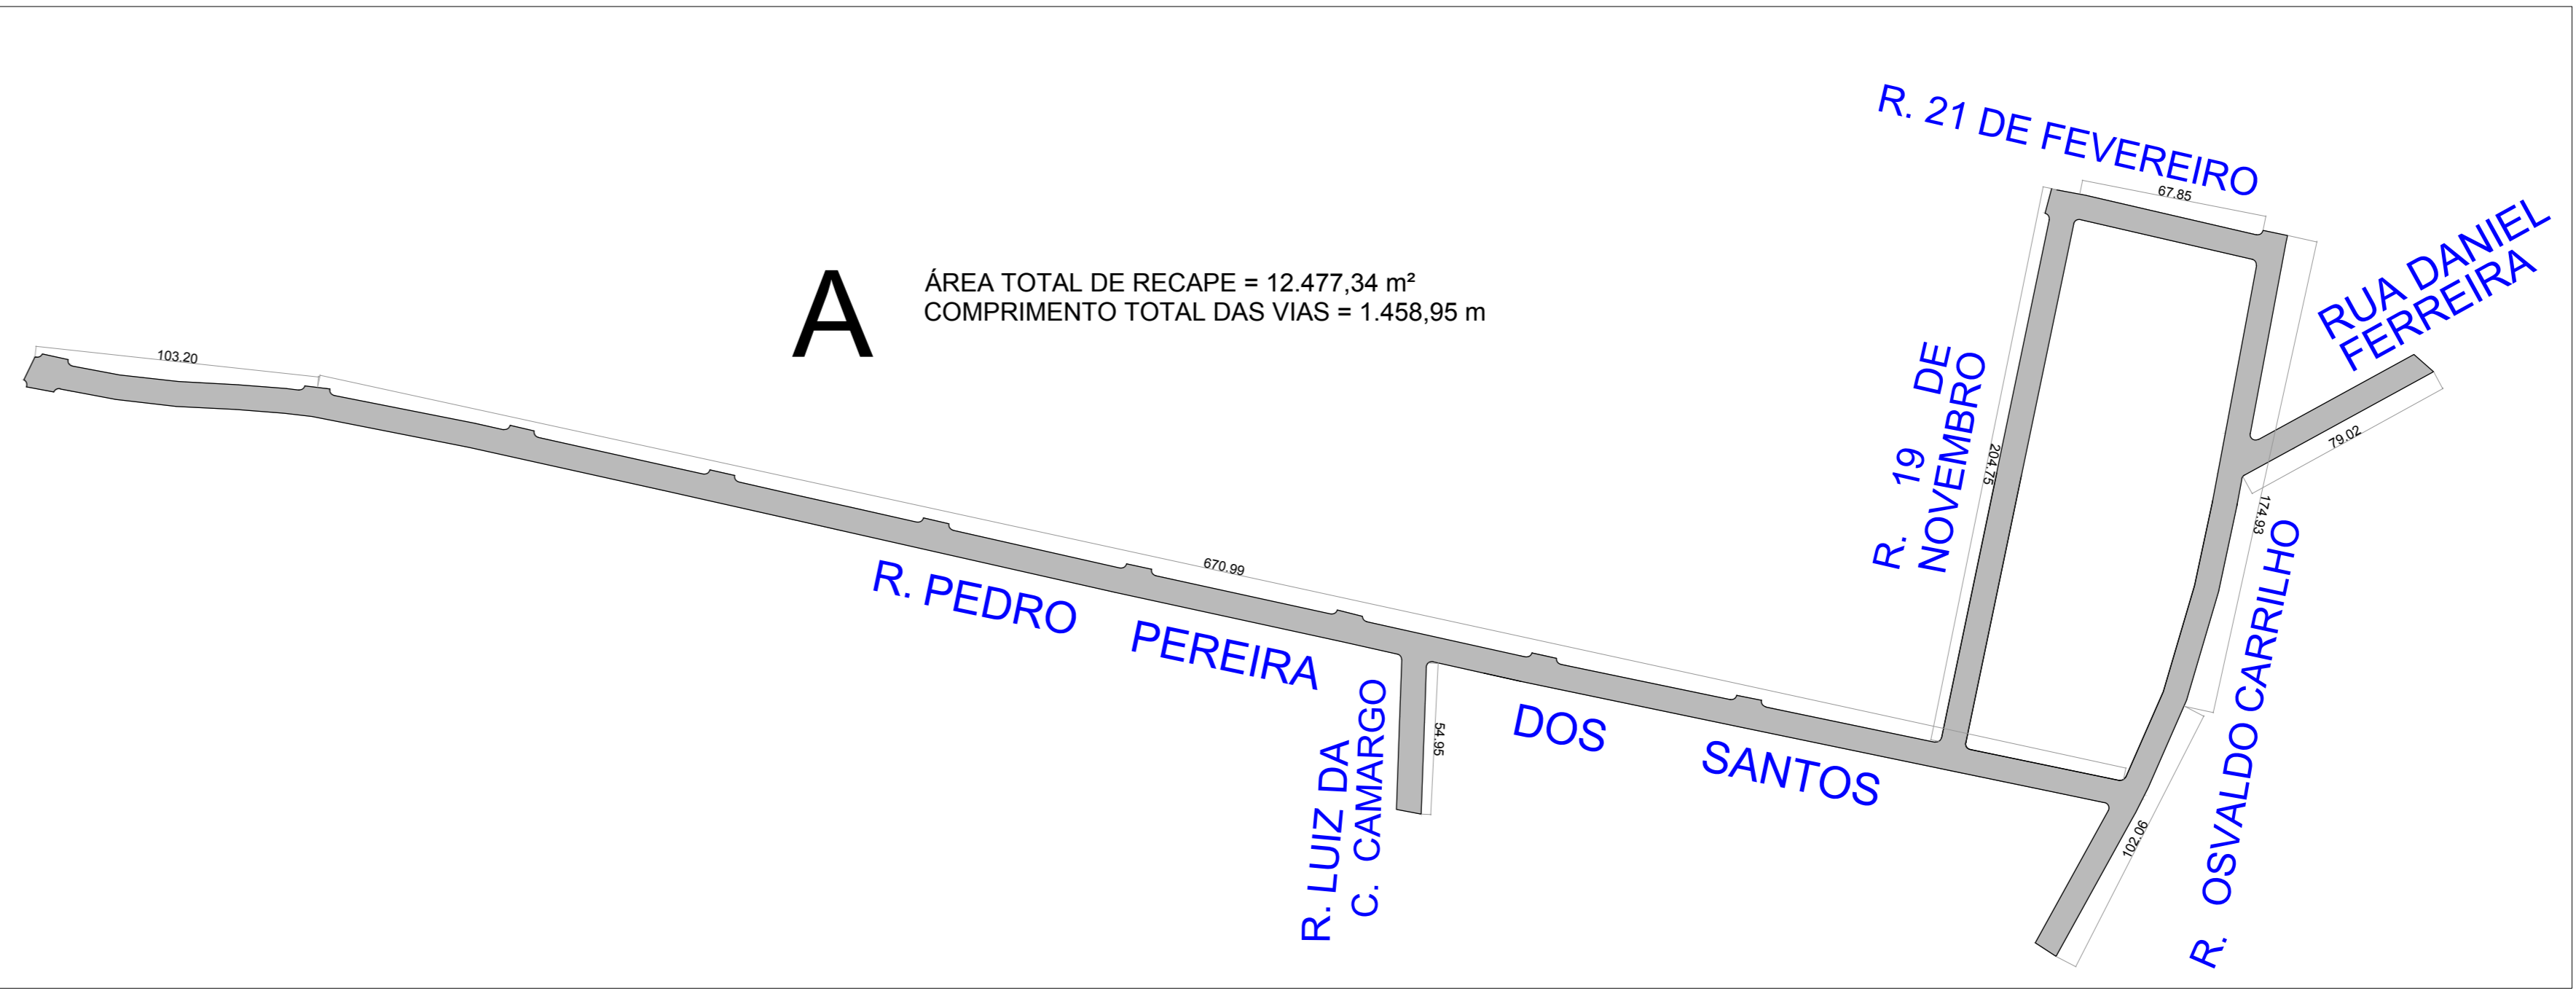 R. 21 DE FEVEREIRO
67.85
RUA DANIEL
FERREIRA
A
ÁREA TOTAL DE RECAPE = 12.477,34 m²
COMPRIMENTO TOTAL DAS VIAS = 1.458,95 m
103.20
R. 19 DE
NOVEMBRO
204.75
79.02
174.93
670.99
R. PEDRO PEREIRA DOS SANTOS
R. LUIZ DA
C. CAMARGO
54.95
R. OSVALDO CARRILHO
102.06